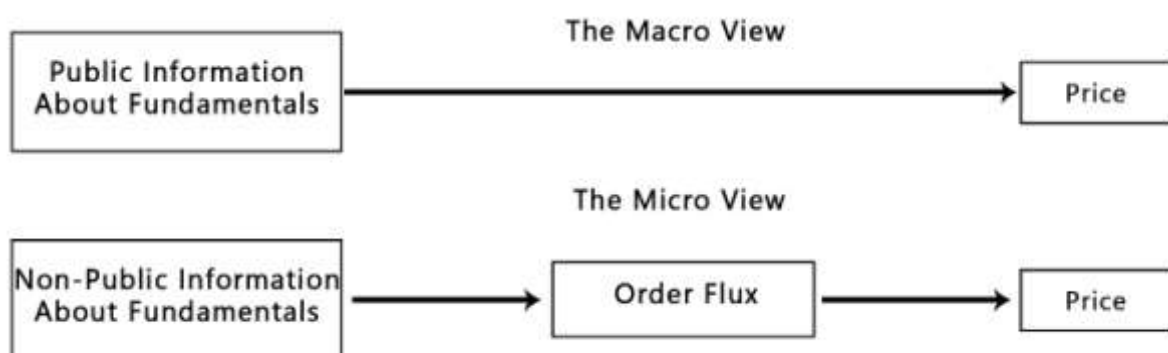 The Macro View
Public Information
About Fundamentals
Price
The Micro View
Non-Public Information
About Fundamentals
Order Flux
Price